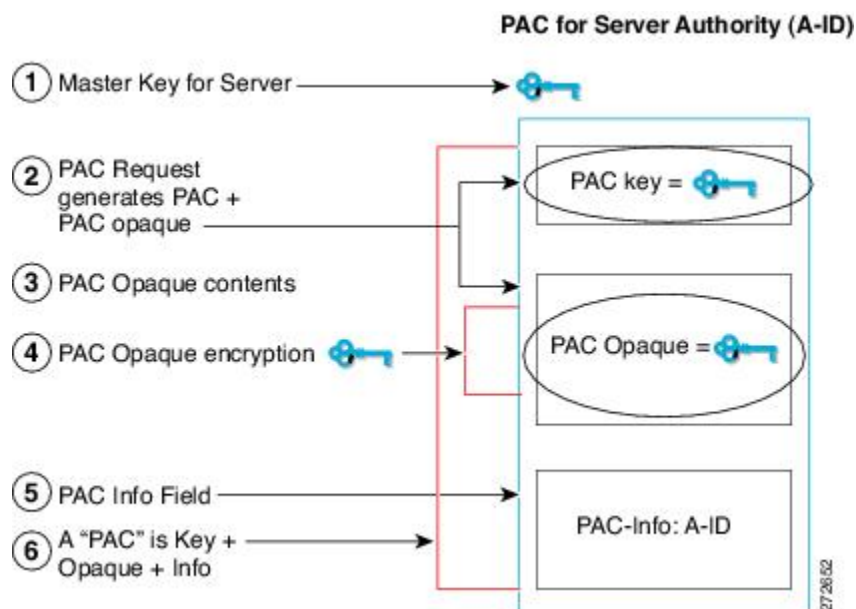 PAC for Server Authority (A-ID)
1 Master Key for Server
2 PAC Request
generates PAC +
PAC opaque
PAC key =
3 PAC Opaque contents
4 PAC Opaque encryption
PAC Opaque =
5 PAC Info Field
PAC-Info: A-ID
6 A “PAC” is Key +
Opaque + Info
272652